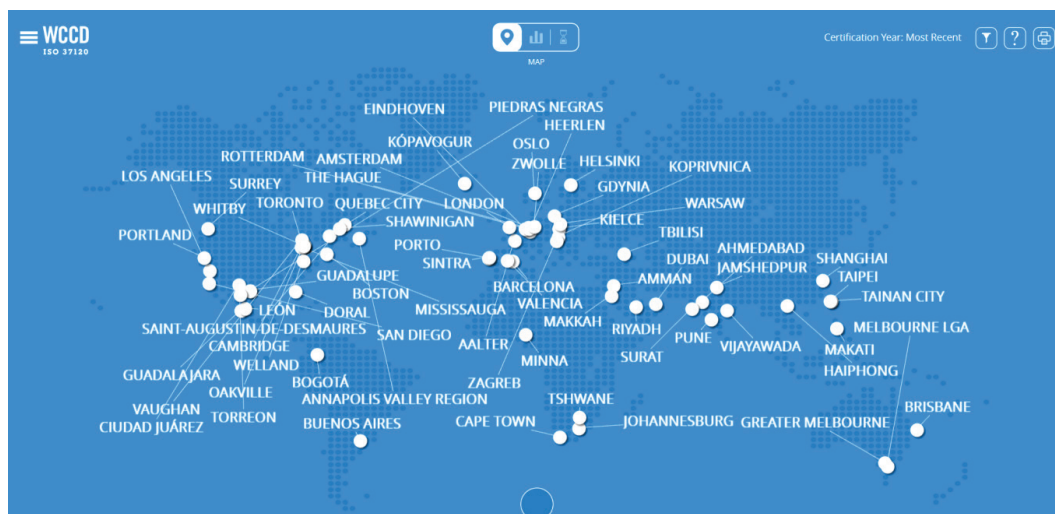 WCCD
ISO 37120
MAP
Certification Year: Most Recent
?
EINDHOVEN
PIEDRAS NEGRAS
HEERLEN
KÓPAVOGUR
OSLO
ROTTERDAM
AMSTERDAM
ZWOLLE
HELSINKI
KOPRIVNICA
LOS ANGELES
THE HAGUE
SURREY
GDYNIA
WHITBY
TORONTO
QUEBEC CITY
LONDON
WARSAW
SHAWINIGAN
KIELCE
PORTLAND
PORTO
TBILISI
AHMEDABAD
SINTRA
DUBAI
JAMSHEDPUR
SHANGHAI
GUADALUPE
AMMAN
TAIPEI
BOSTON
BARCELONA
TAINAN CITY
LEÓN
DORAL
MISSISSAUGA
VALENCIA
MAKKAH
SAINT-AUGUSTIN-DE-DESMAURES
SAN DIEGO
RIYADH
PUNE
MELBOURNE LGA
CAMBRIDGE
AALTER
VIJAYAWADA
MAKATI
WELLAND
MINNA
SURAT
HAIPHONG
GUADALAJARA
BOGOTÁ
ZAGREB
OAKVILLE
ANNAPOLIS VALLEY REGION
TSHWANE
VAUGHAN
TORREON
BRISBANE
CIUDAD JUÁREZ
BUENOS AIRES
CAPE TOWN
JOHANNESBURG
GREATER MELBOURNE